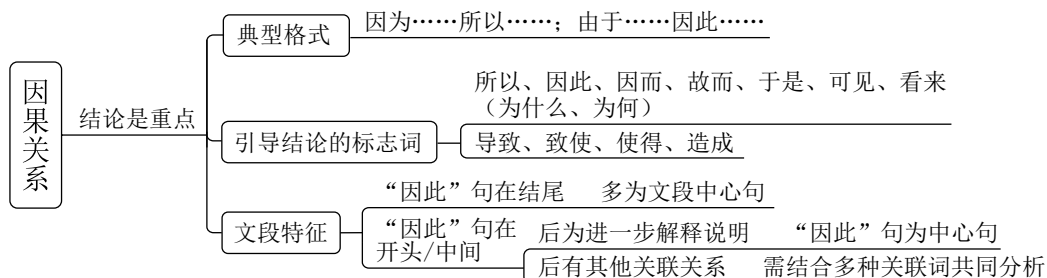 因果关系
结论是重点
典型格式
因为……所以……；由于……因此……
引导结论的标志词
所以、因此、因而、故而、于是、可见、看来
（为什么、为何）
导致、致使、使得、造成
文段特征
“因此”句在结尾 多为文段中心句
“因此”句在
开头/中间
后为进一步解释说明 “因此”句为中心句
后有其他关联关系 需结合多种关联词共同分析